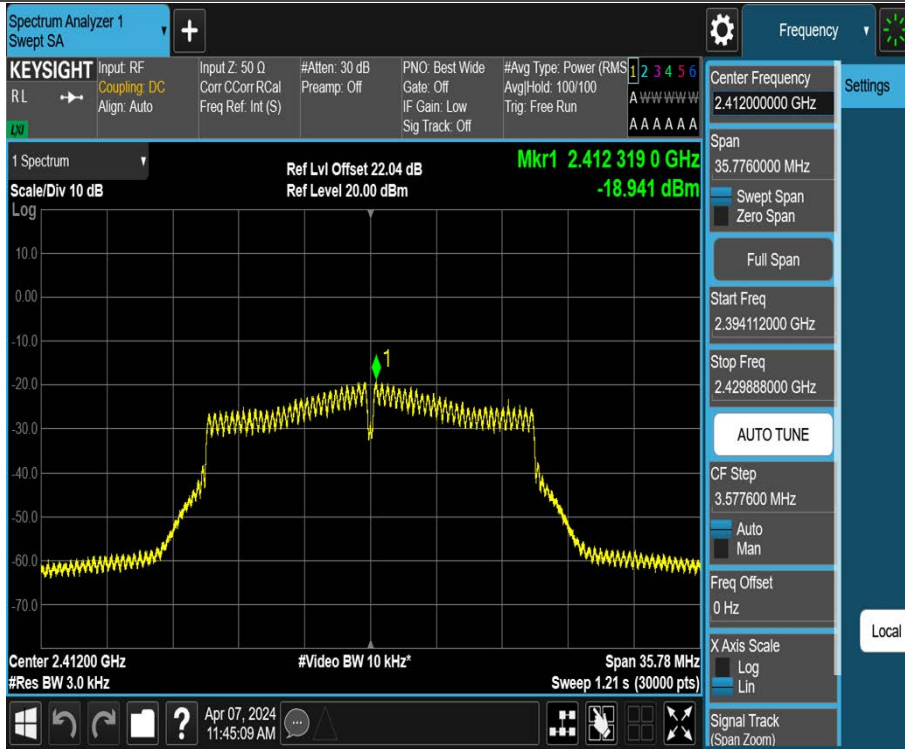 Spectrum Analyzer 1
Swept SA
+
Frequency
KEYSIGHT
R L
LXI
Input: RF
Coupling: DC
Align: Auto
Input Z: 50 Ω
Corr CCorr RCal
Freq Ref: Int (S)
#Atten: 30 dB
Preamp: Off
PNO: Best Wide
Gate: Off
IF Gain: Low
Sig Track: Off
#Avg Type: Power (RMS
Avg|Hold: 100/100
Trig: Free Run
1 2 3 4 5 6
A W W W W W
A A A A A A
1 Spectrum
Scale/Div 10 dB
Log
Ref Lvl Offset 22.04 dB
Ref Level 20.00 dBm
Mkr1 2.412 319 0 GHz
-18.941 dBm
10.0
0.00
-10.0
-20.0
-30.0
-40.0
-50.0
-60.0
-70.0
1
Center 2.41200 GHz
#Res BW 3.0 kHz
#Video BW 10 kHz*
Span 35.78 MHz
Sweep 1.21 s (30000 pts)
Apr 07, 2024
11:45:09 AM
?
Center Frequency
2.412000000 GHz
Settings
Span
35.7760000 MHz
Swept Span
Zero Span
Full Span
Start Freq
2.394112000 GHz
Stop Freq
2.429888000 GHz
AUTO TUNE
CF Step
3.577600 MHz
Auto
Man
Freq Offset
0 Hz
X Axis Scale
Log
Lin
Local
Signal Track
(Span Zoom)